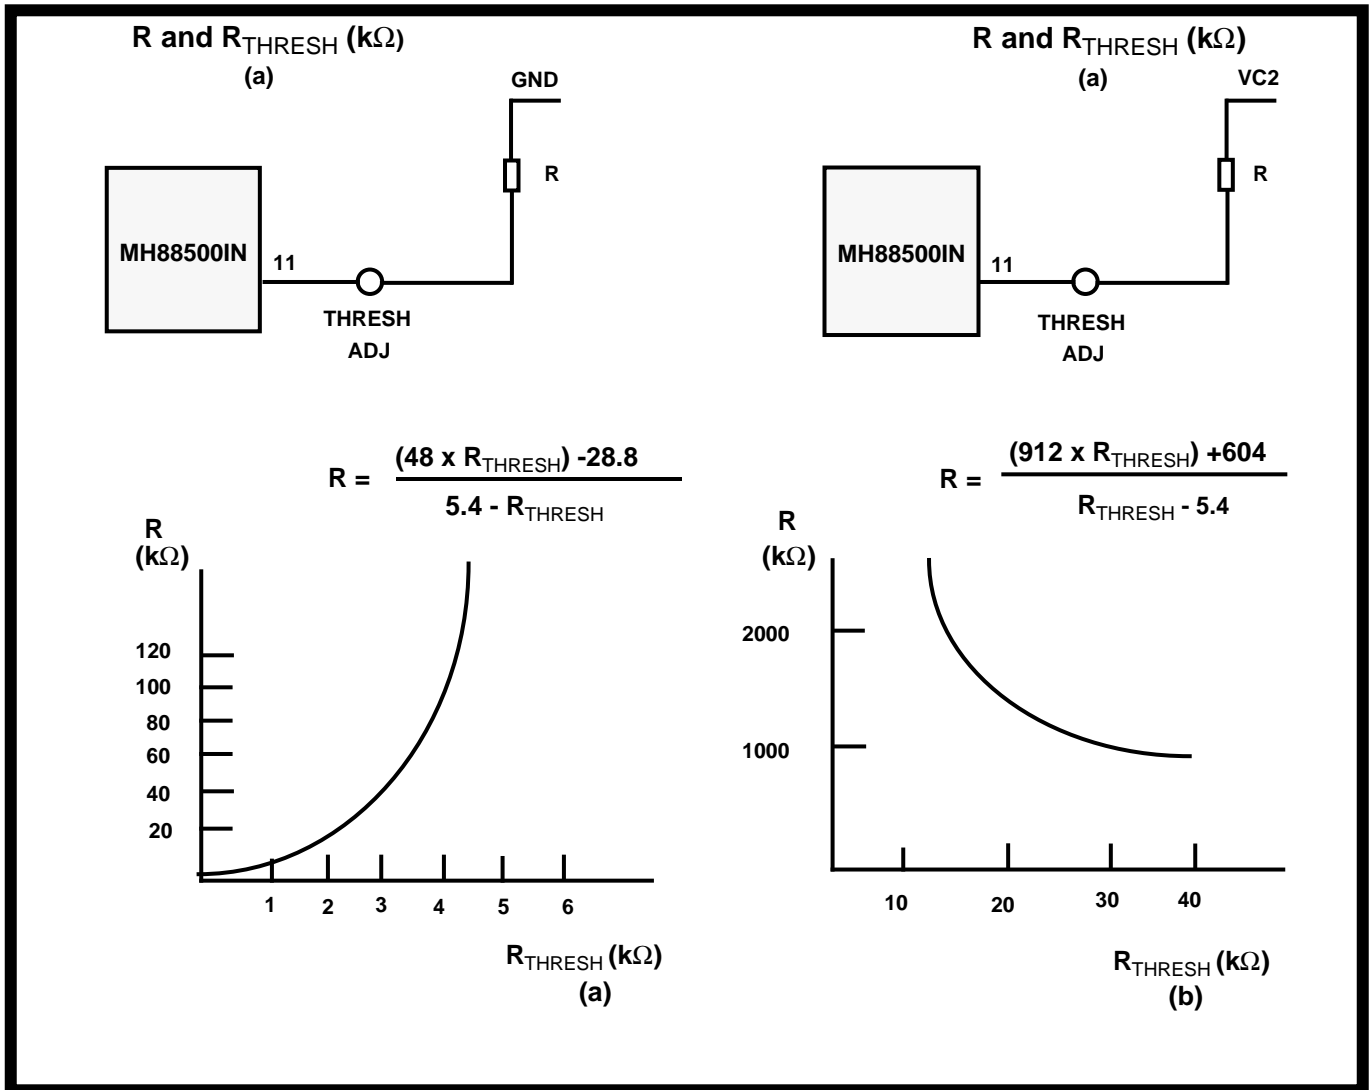 R and RTHRESH (kΩ)
(a)
GND
R
MH88500IN
11
THRESH
ADJ
R = (48 x RTHRESH) -28.8
5.4 - RTHRESH
R
(kΩ)
120
100
80
60
40
20
1 2 3 4 5 6
RTHRESH (kΩ)
(a)
R and RTHRESH (kΩ)
(a)
VC2
R
MH88500IN
11
THRESH
ADJ
R = (912 x RTHRESH) +604
RTHRESH - 5.4
R
(kΩ)
2000
1000
10 20 30 40
RTHRESH (kΩ)
(b)